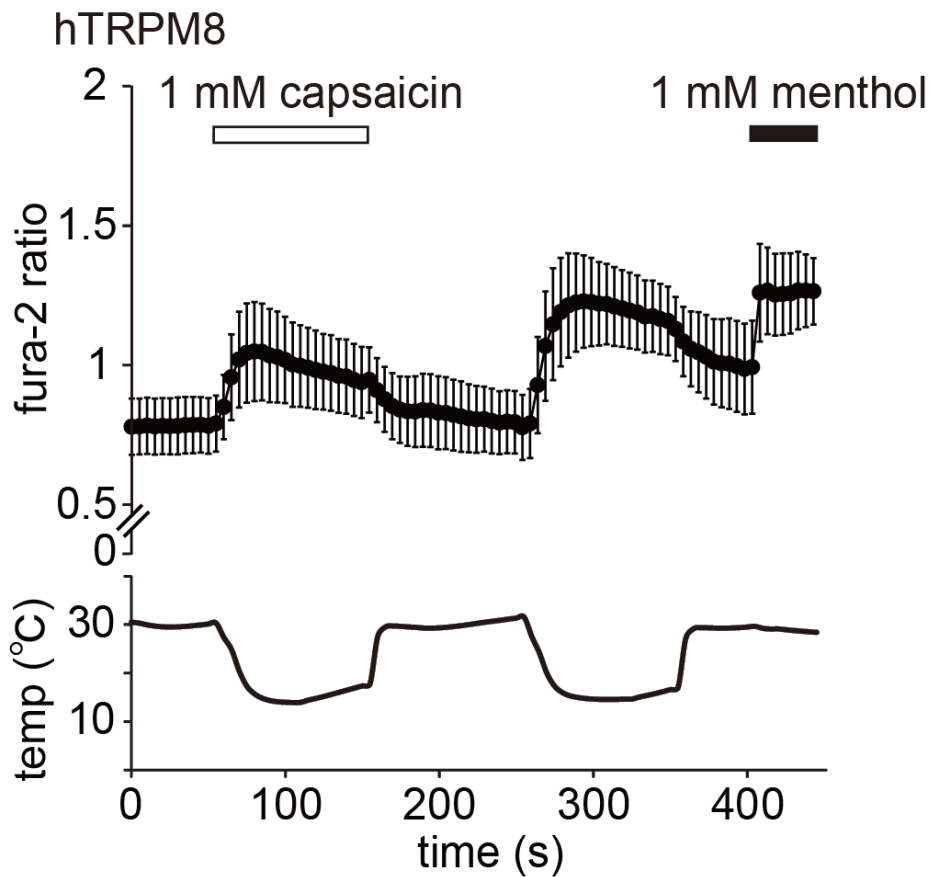 hTRPM8
2
1 mM capsaicin
1 mM menthol
1.5
fura-2 ratio
1
0.5
0
temp (°C)
30
10
0 100 200 300 400
time (s)